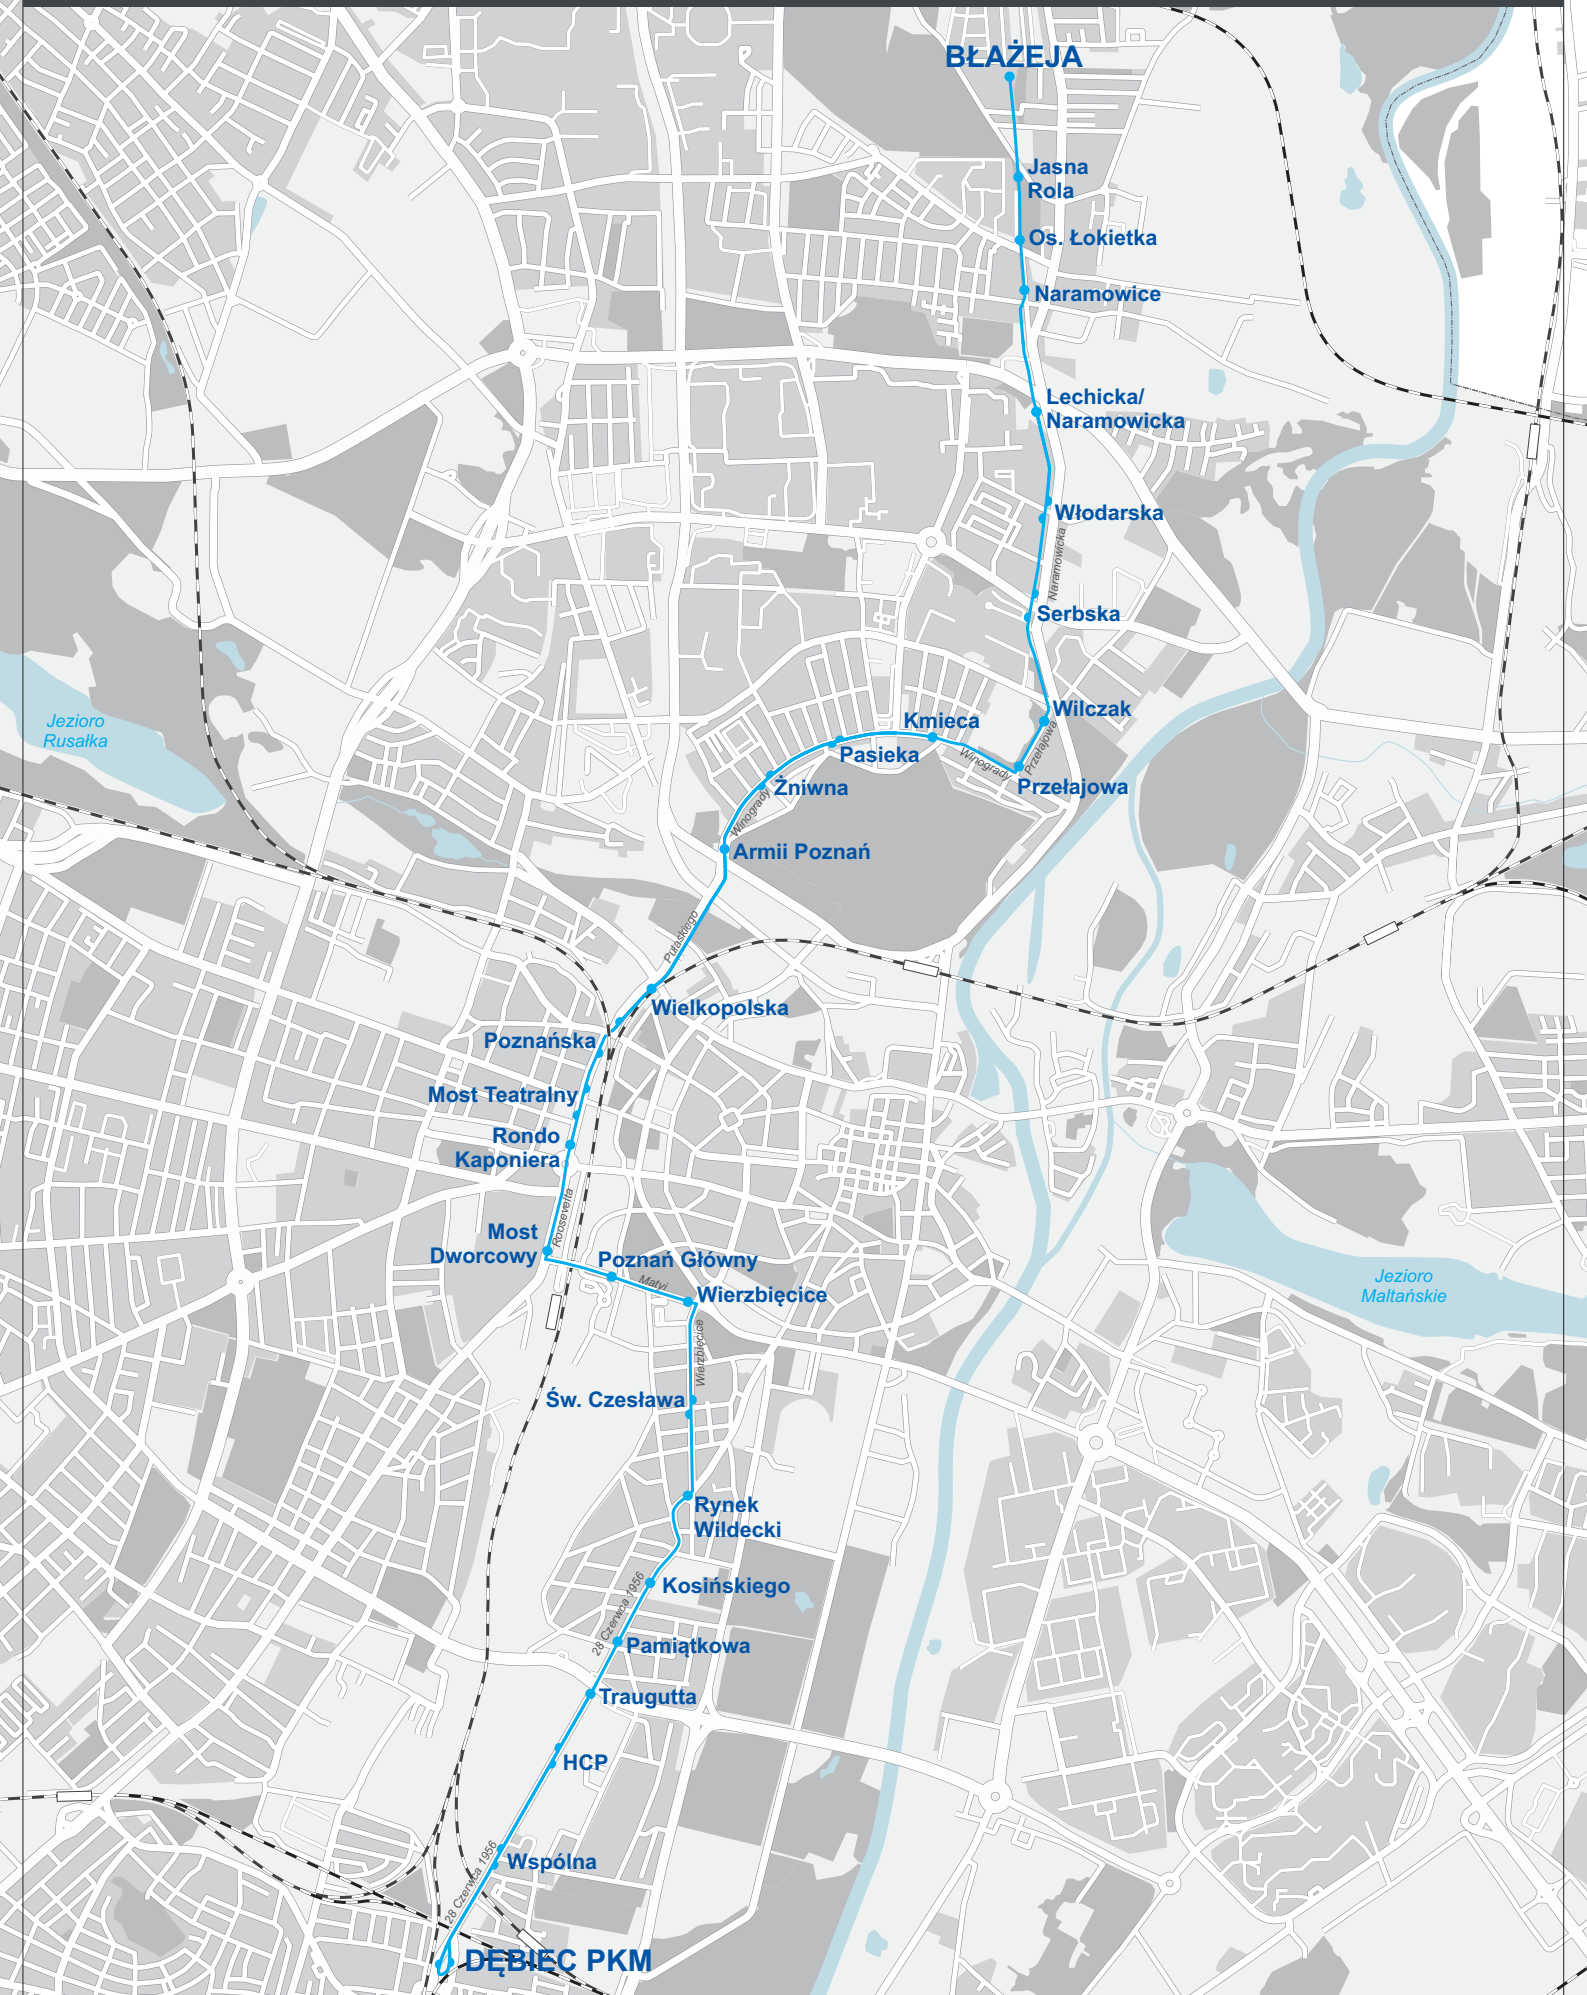 BŁAŻEJA
Jasna
Rola
Os. Łokietka
Naramowice
Lechicka/
Naramowicka
Włodarska
Naramowicka
Serbska
Wilczak
Przełajowa
Kmieca
Winogrady
Przełajowa
Pasieka
Żniwna
Winogrady
Armii Poznań
Jezioro
Rusałka
Pułaskiego
Wielkopolska
Poznańska
Most Teatralny
Rondo
Kaponiera
Roosevelta
Most
Dworcowy
Poznań Główny
Matyi
Wierzbięcice
Wierzbięcice
Jezioro
Maltańskie
Św. Czesława
Rynek
Wildecki
Kosińskiego
28 Czerwca 1956
Pamiątkowa
Traugutta
HCP
Wspólna
28 Czerwca 1956
DĘBIEC PKM